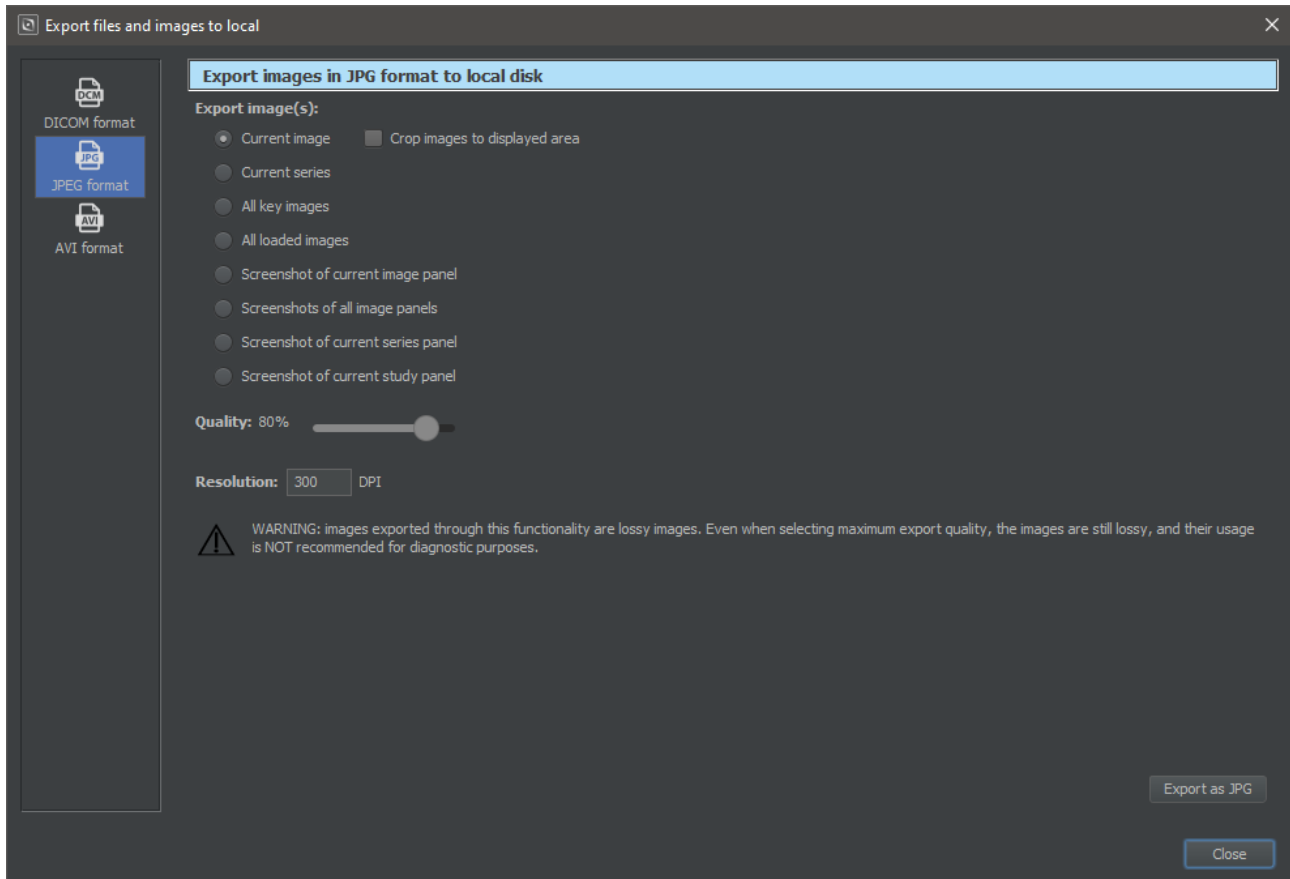 Export files and images to local
DCM
DICOM format
JPG
JPEG format
AVI
AVI format
Export images in JPG format to local disk
Export image(s):
Current image Crop images to displayed area
Current series
All key images
All loaded images
Screenshot of current image panel
Screenshots of all image panels
Screenshot of current series panel
Screenshot of current study panel
Quality: 80%
Resolution: 300 DPI
WARNING: images exported through this functionality are lossy images. Even when selecting maximum export quality, the images are still lossy, and their usage
is NOT recommended for diagnostic purposes.
Export as JPG
Close